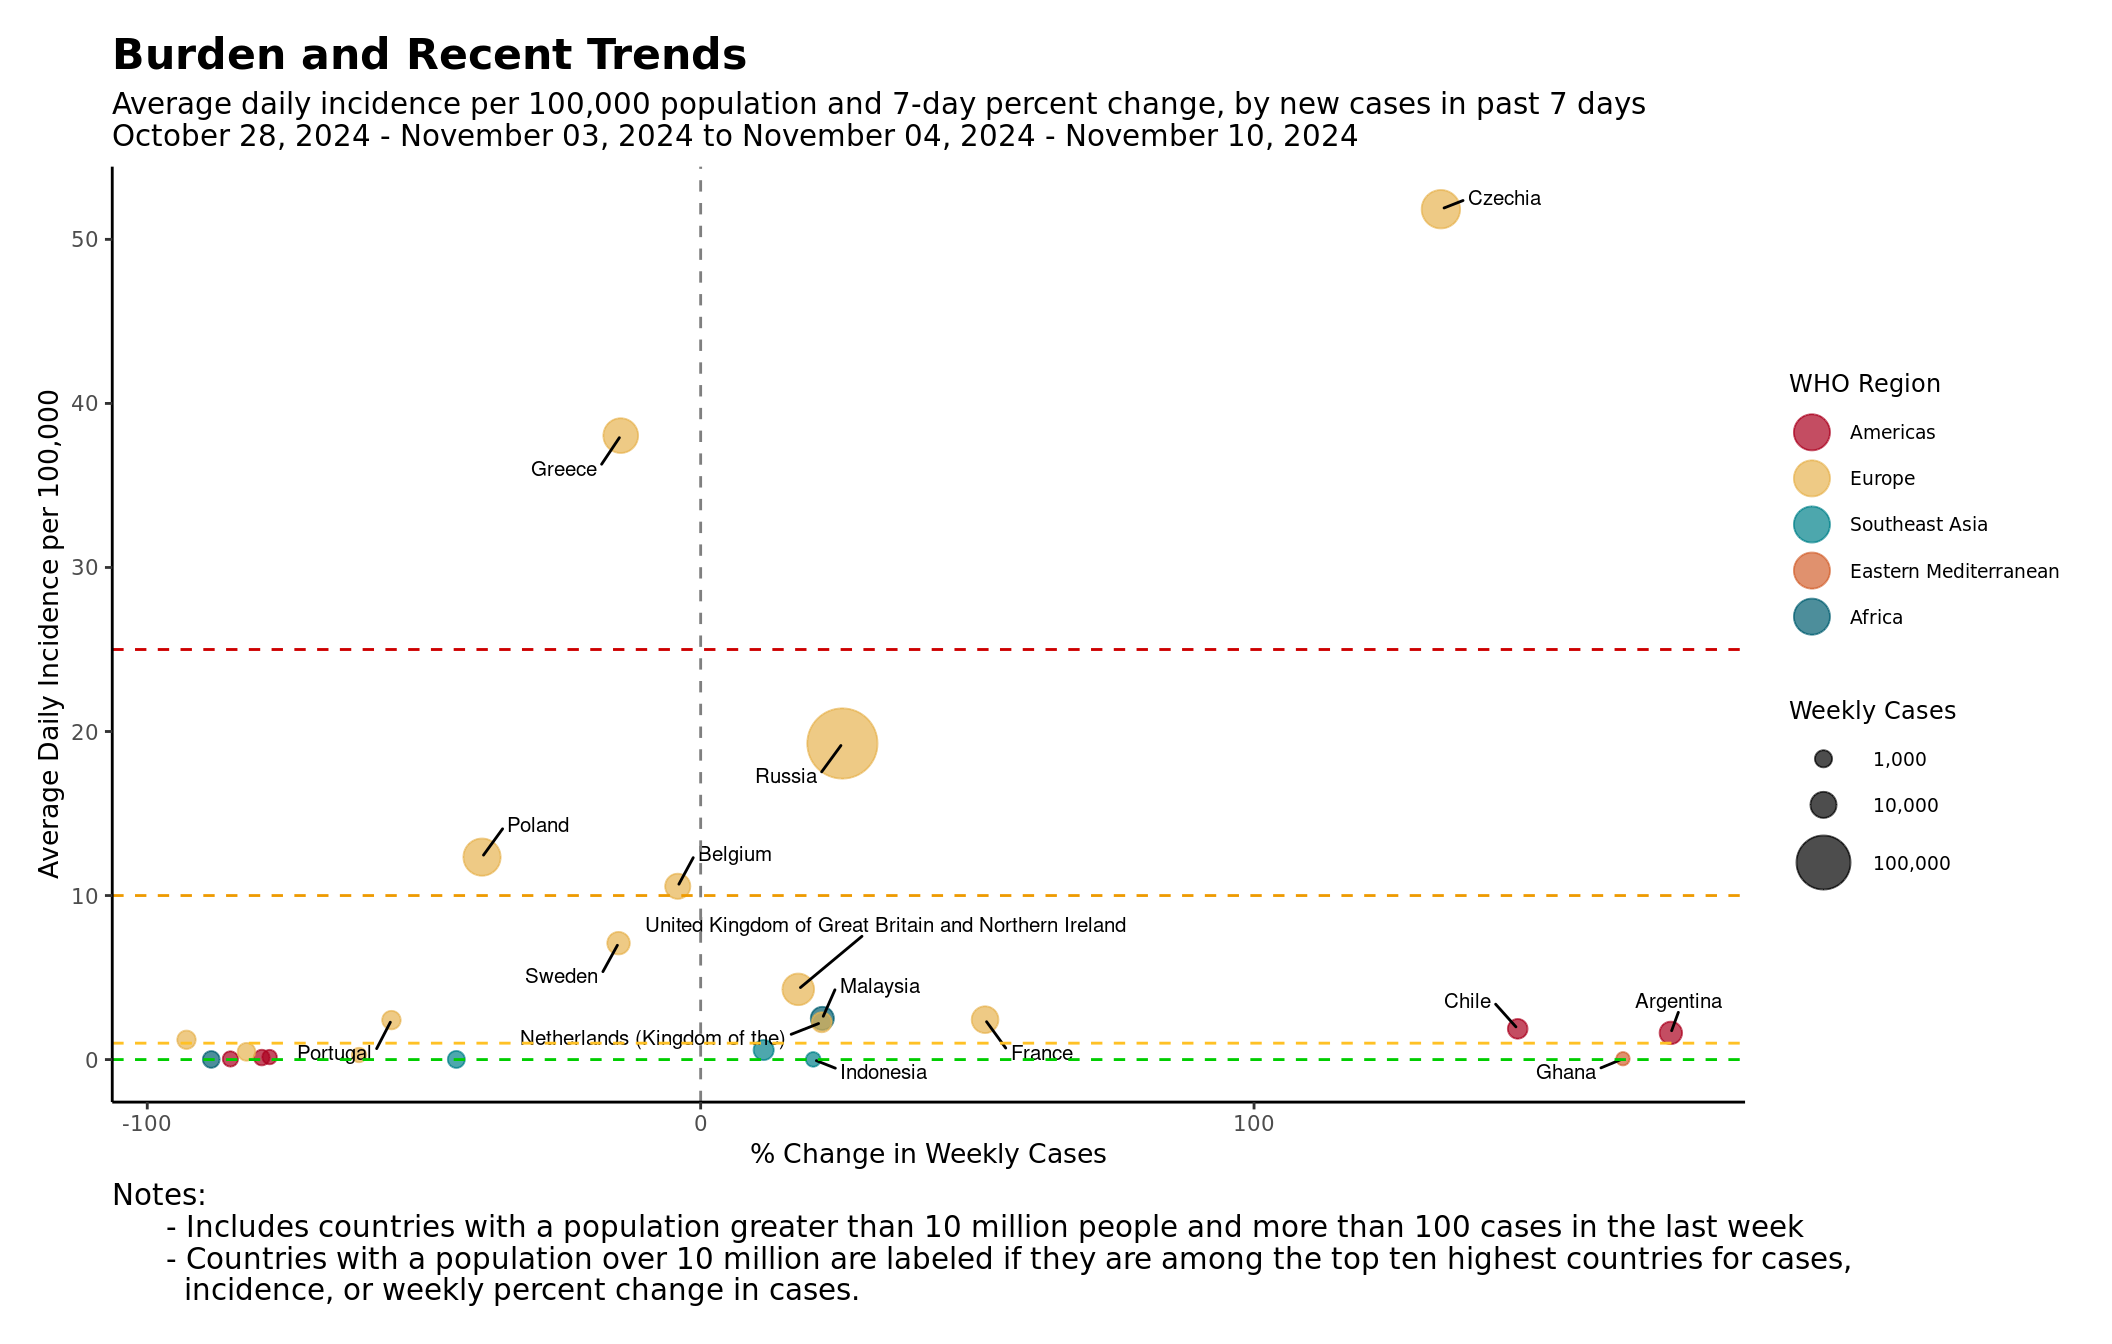 Burden and Recent Trends
Average daily incidence per 100,000 population and 7-day percent change, by new cases in past 7 days
October 28, 2024 - November 03, 2024 to November 04, 2024 - November 10, 2024
Average Daily Incidence per 100,000
50
40
30
20
10
0
Czechia
Greece
Russia
Poland
Belgium
United Kingdom of Great Britain and Northern Ireland
Sweden
Malaysia
Chile
Argentina
Netherlands (Kingdom of the)
Portugal
France
Indonesia
Ghana
-100
0
100
% Change in Weekly Cases
WHO Region
Americas
Europe
Southeast Asia
Eastern Mediterranean
Africa
Weekly Cases
1,000
10,000
100,000
Notes:
- Includes countries with a population greater than 10 million people and more than 100 cases in the last week
- Countries with a population over 10 million are labeled if they are among the top ten highest countries for cases,
incidence, or weekly percent change in cases.